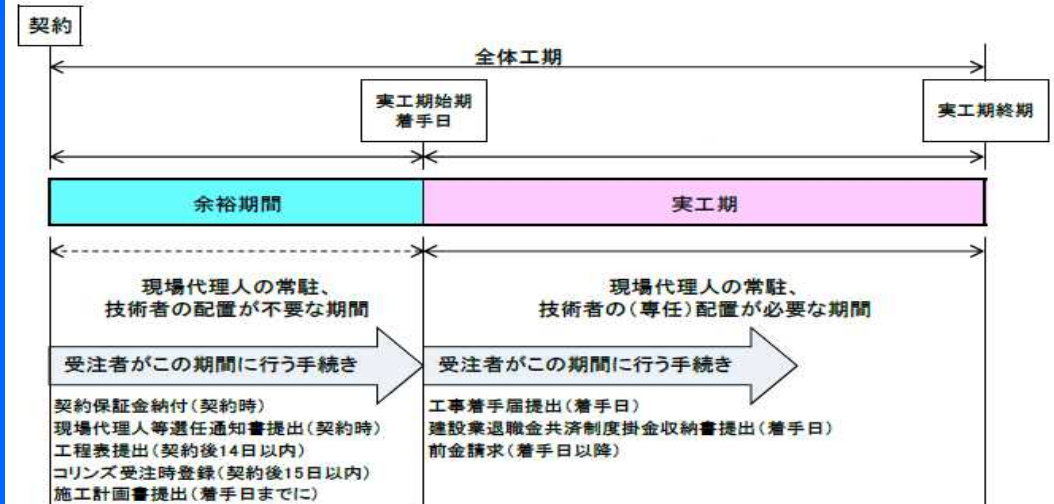 契約
全体工期
実工期始期
着手日
実工期終期
余裕期間
実工期
現場代理人の常駐、
技術者の配置が不要な期間
現場代理人の常駐、
技術者の(専任)配置が必要な期間
受注者がこの期間に行う手続き
受注者がこの期間に行う手続き
契約保証金納付(契約時)
現場代理人等選任通知書提出(契約時)
工程表提出(契約後14日以内)
コリンズ受注時登録(契約後15日以内)
施工計画書提出(着手日までに)
工事着手届提出(着手日)
建設業退職金共済制度掛金収納書提出(着手日)
前金請求(着手日以降)